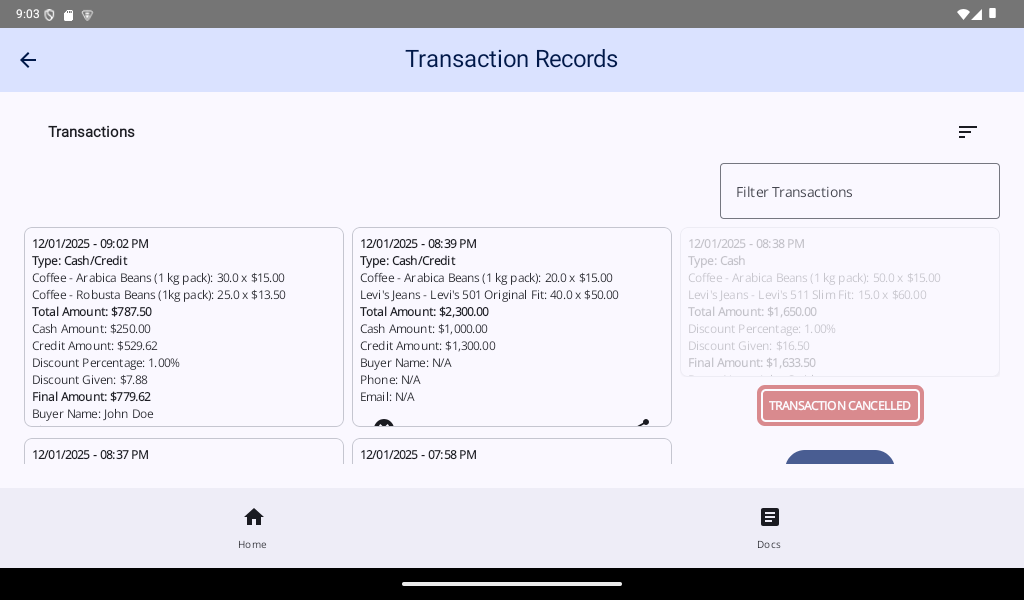 9:03
Transaction Records
Transactions
Filter Transactions
12/01/2025 - 09:02 PM
Type: Cash/Credit
Coffee - Arabica Beans (1 kg pack): 30.0 x $15.00
Coffee - Robusta Beans (1kg pack): 25.0 x $13.50
Total Amount: $787.50
Cash Amount: $250.00
Credit Amount: $529.62
Discount Percentage: 1.00%
Discount Given: $7.88
Final Amount: $779.62
Buyer Name: John Doe
12/01/2025 - 08:39 PM
Type: Cash/Credit
Coffee - Arabica Beans (1 kg pack): 20.0 x $15.00
Levi's Jeans - Levi's 501 Original Fit: 40.0 x $50.00
Total Amount: $2,300.00
Cash Amount: $1,000.00
Credit Amount: $1,300.00
Buyer Name: N/A
Phone: N/A
Email: N/A
12/01/2025 - 08:38 PM
Type: Cash
Coffee - Arabica Beans (1 kg pack): 50.0 x $15.00
Levi's Jeans - Levi's 511 Slim Fit: 15.0 x $60.00
Total Amount: $1,650.00
Discount Percentage: 1.00%
Discount Given: $16.50
Final Amount: $1,633.50
TRANSACTION CANCELLED
12/01/2025 - 08:37 PM
12/01/2025 - 07:58 PM
Home
Docs